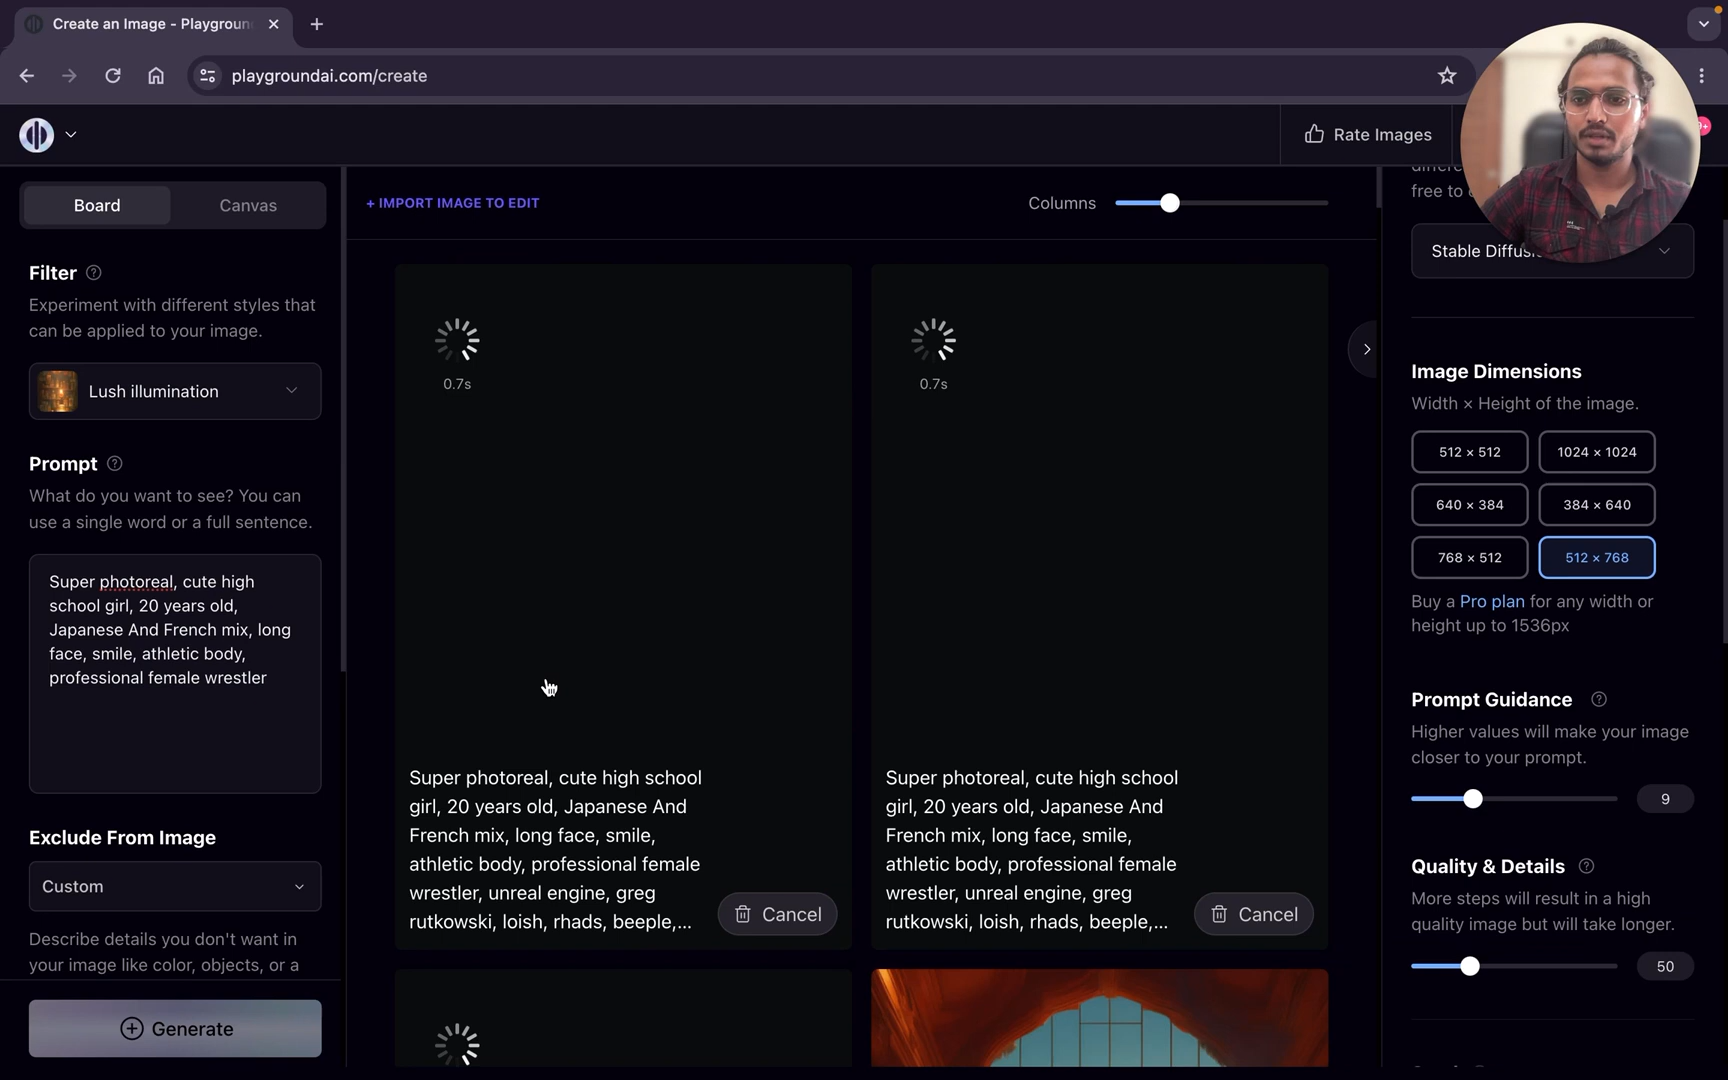 Create an Image - Playgroun
playgroundai.com/create
Rate Images
Board
Canvas
+ IMPORT IMAGE TO EDIT
Columns
free to
Filter
Experiment with different styles that
can be applied to your image.
Lush illumination
Prompt
What do you want to see? You can
use a single word or a full sentence.
Super photoreal, cute high
school girl, 20 years old,
Japanese And French mix, long
face, smile, athletic body,
professional female wrestler
Exclude From Image
Custom
Describe details you don't want in
your image like color, objects, or a
Generate
0.7s
Super photoreal, cute high school
girl, 20 years old, Japanese And
French mix, long face, smile,
athletic body, professional female
wrestler, unreal engine, greg
rutkowski, loish, rhads, beeple,...
Cancel
0.7s
Super photoreal, cute high school
girl, 20 years old, Japanese And
French mix, long face, smile,
athletic body, professional female
wrestler, unreal engine, greg
rutkowski, loish, rhads, beeple,...
Cancel
Stable Diffusi
Image Dimensions
Width × Height of the image.
512 × 512
1024 × 1024
640 × 384
384 × 640
768 × 512
512 × 768
Buy a Pro plan for any width or
height up to 1536px
Prompt Guidance
Higher values will make your image
closer to your prompt.
9
Quality & Details
More steps will result in a high
quality image but will take longer.
50